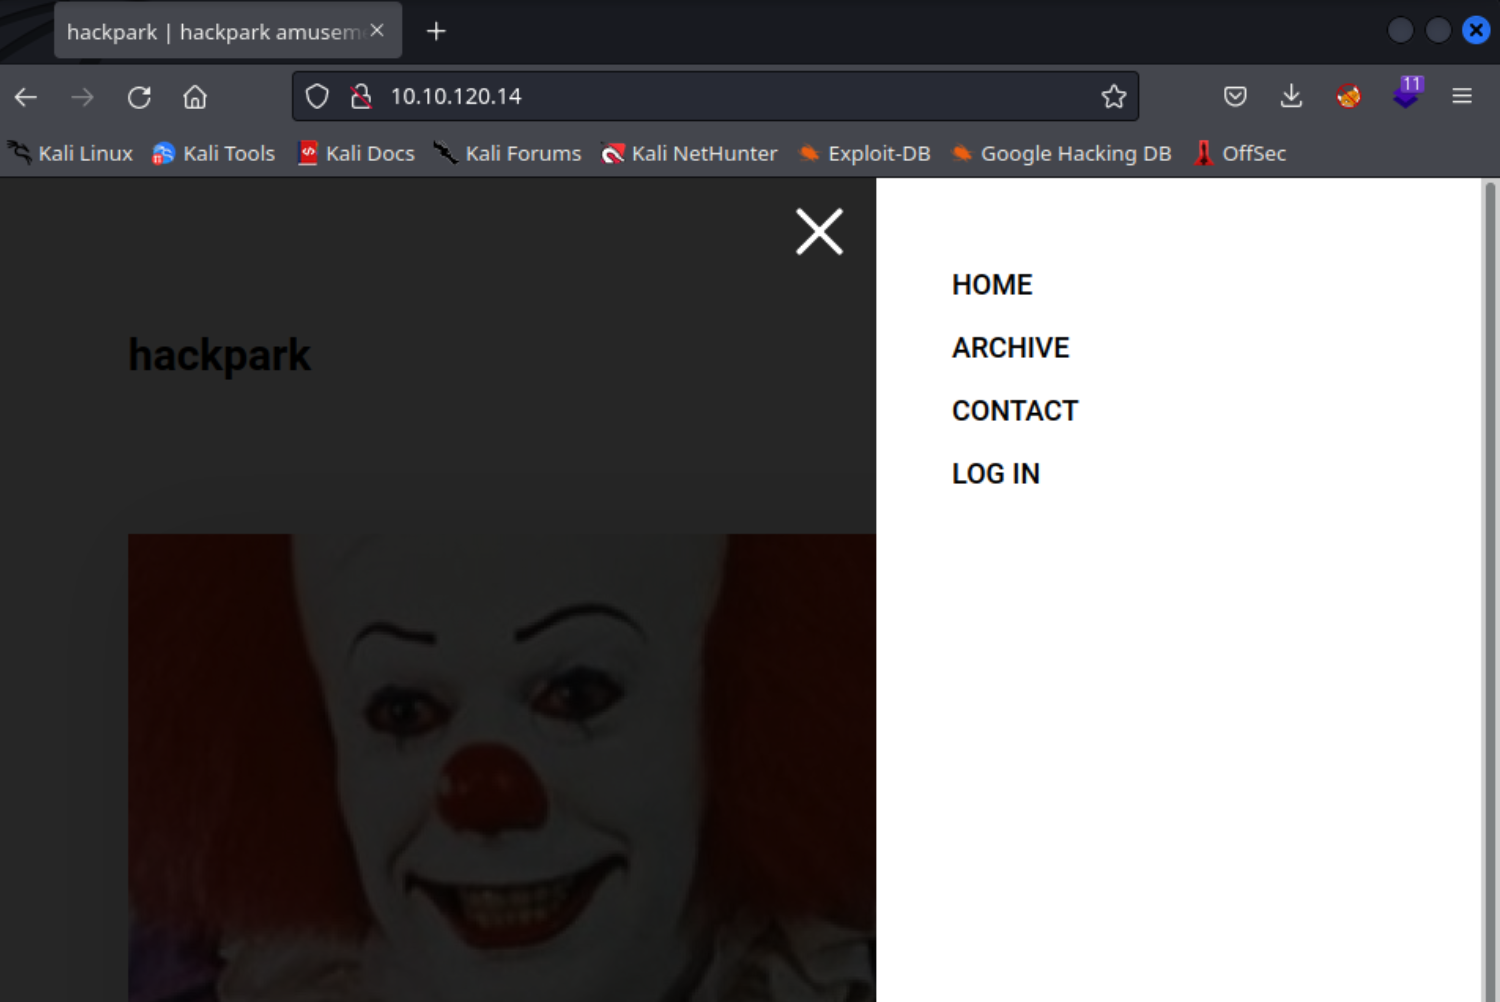 hackpark | hackpark amusem
10.10.120.14
11
Kali Linux Kali Tools Kali Docs Kali Forums Kali NetHunter Exploit-DB Google Hacking DB OffSec
HOME
ARCHIVE
CONTACT
LOG IN
hackpark